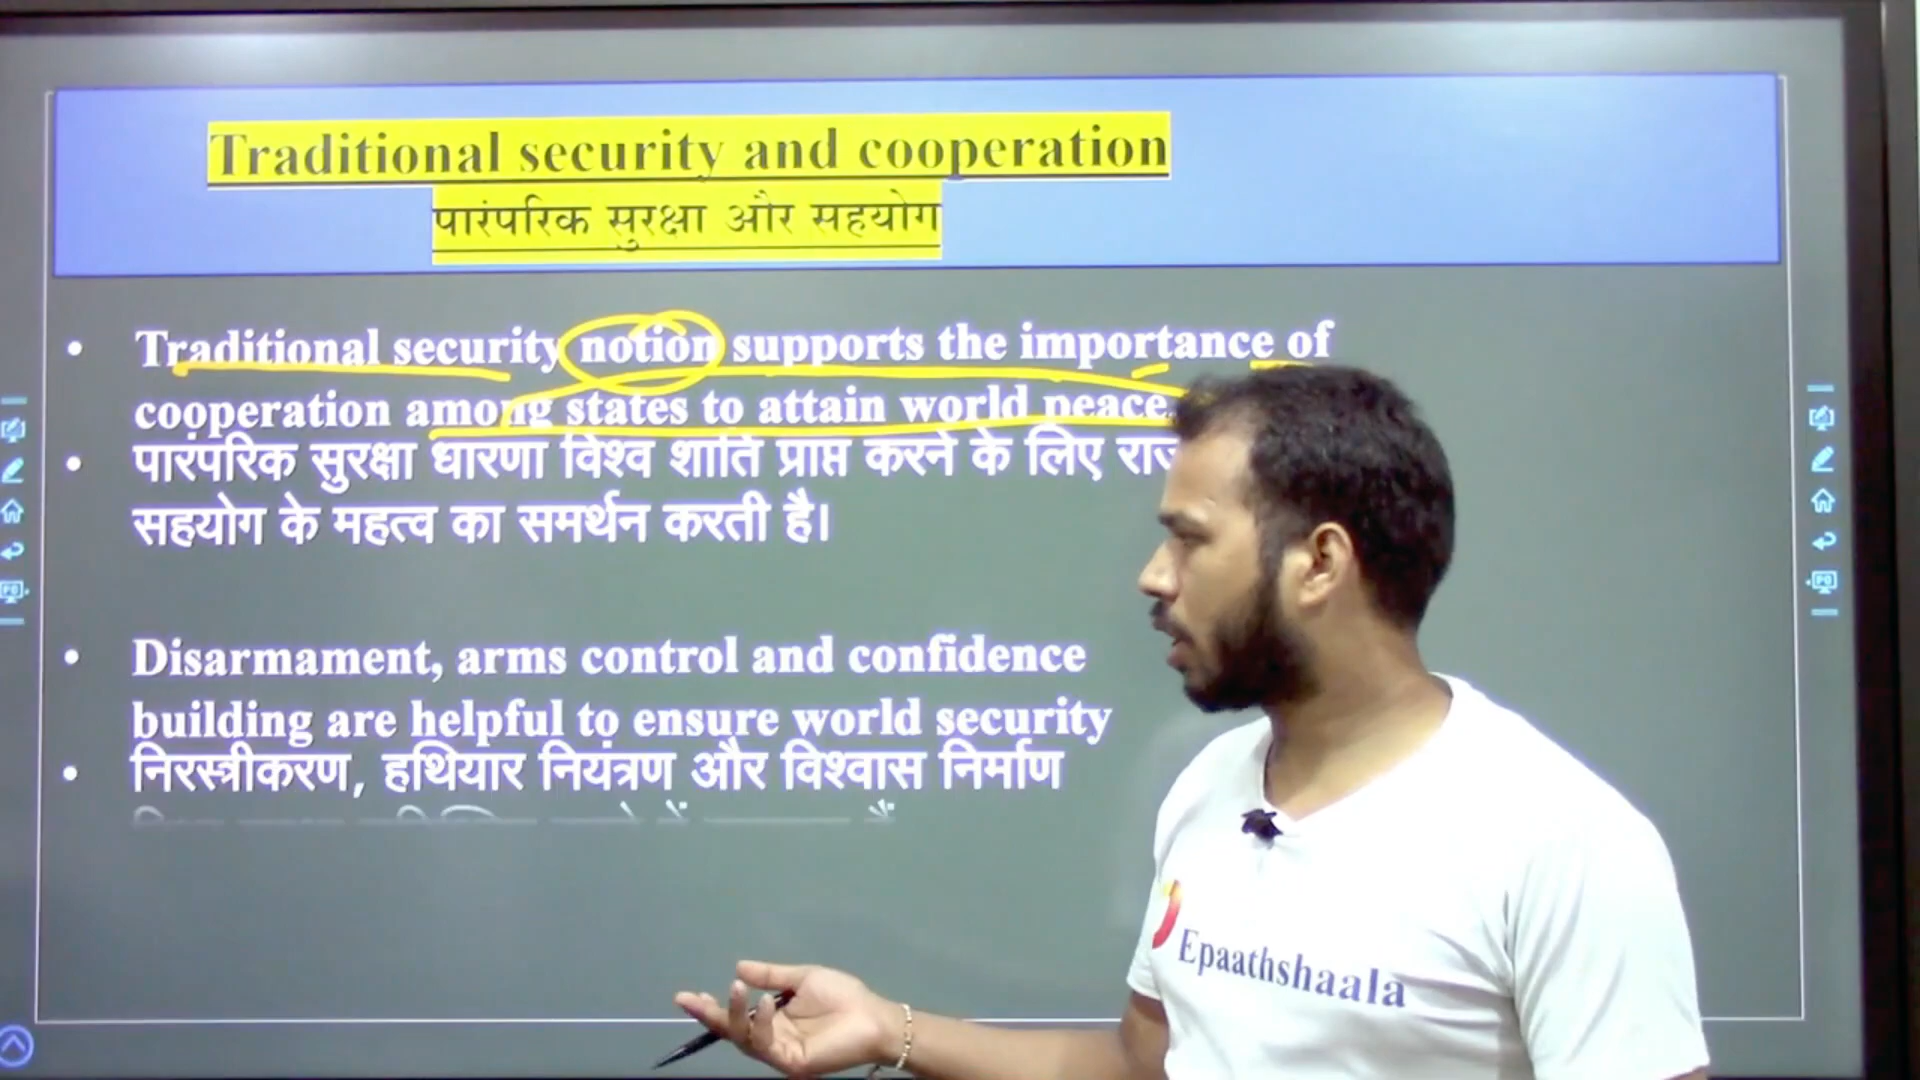 Traditional security and cooperation
पारंपरिक सुरक्षा और सहयोग
Traditional security notion supports the importance of
cooperation among states to attain world peace.
पारंपरिक सुरक्षा धारणा विश्व शांति प्राप्त करने के लिए
सहयोग के महत्व का समर्थन करती है।
Disarmament, arms control and confidence
building are helpful to ensure world security
निरस्त्रीकरण, हथियार नियंत्रण और विश्वास निर्माण
Epaathshaala